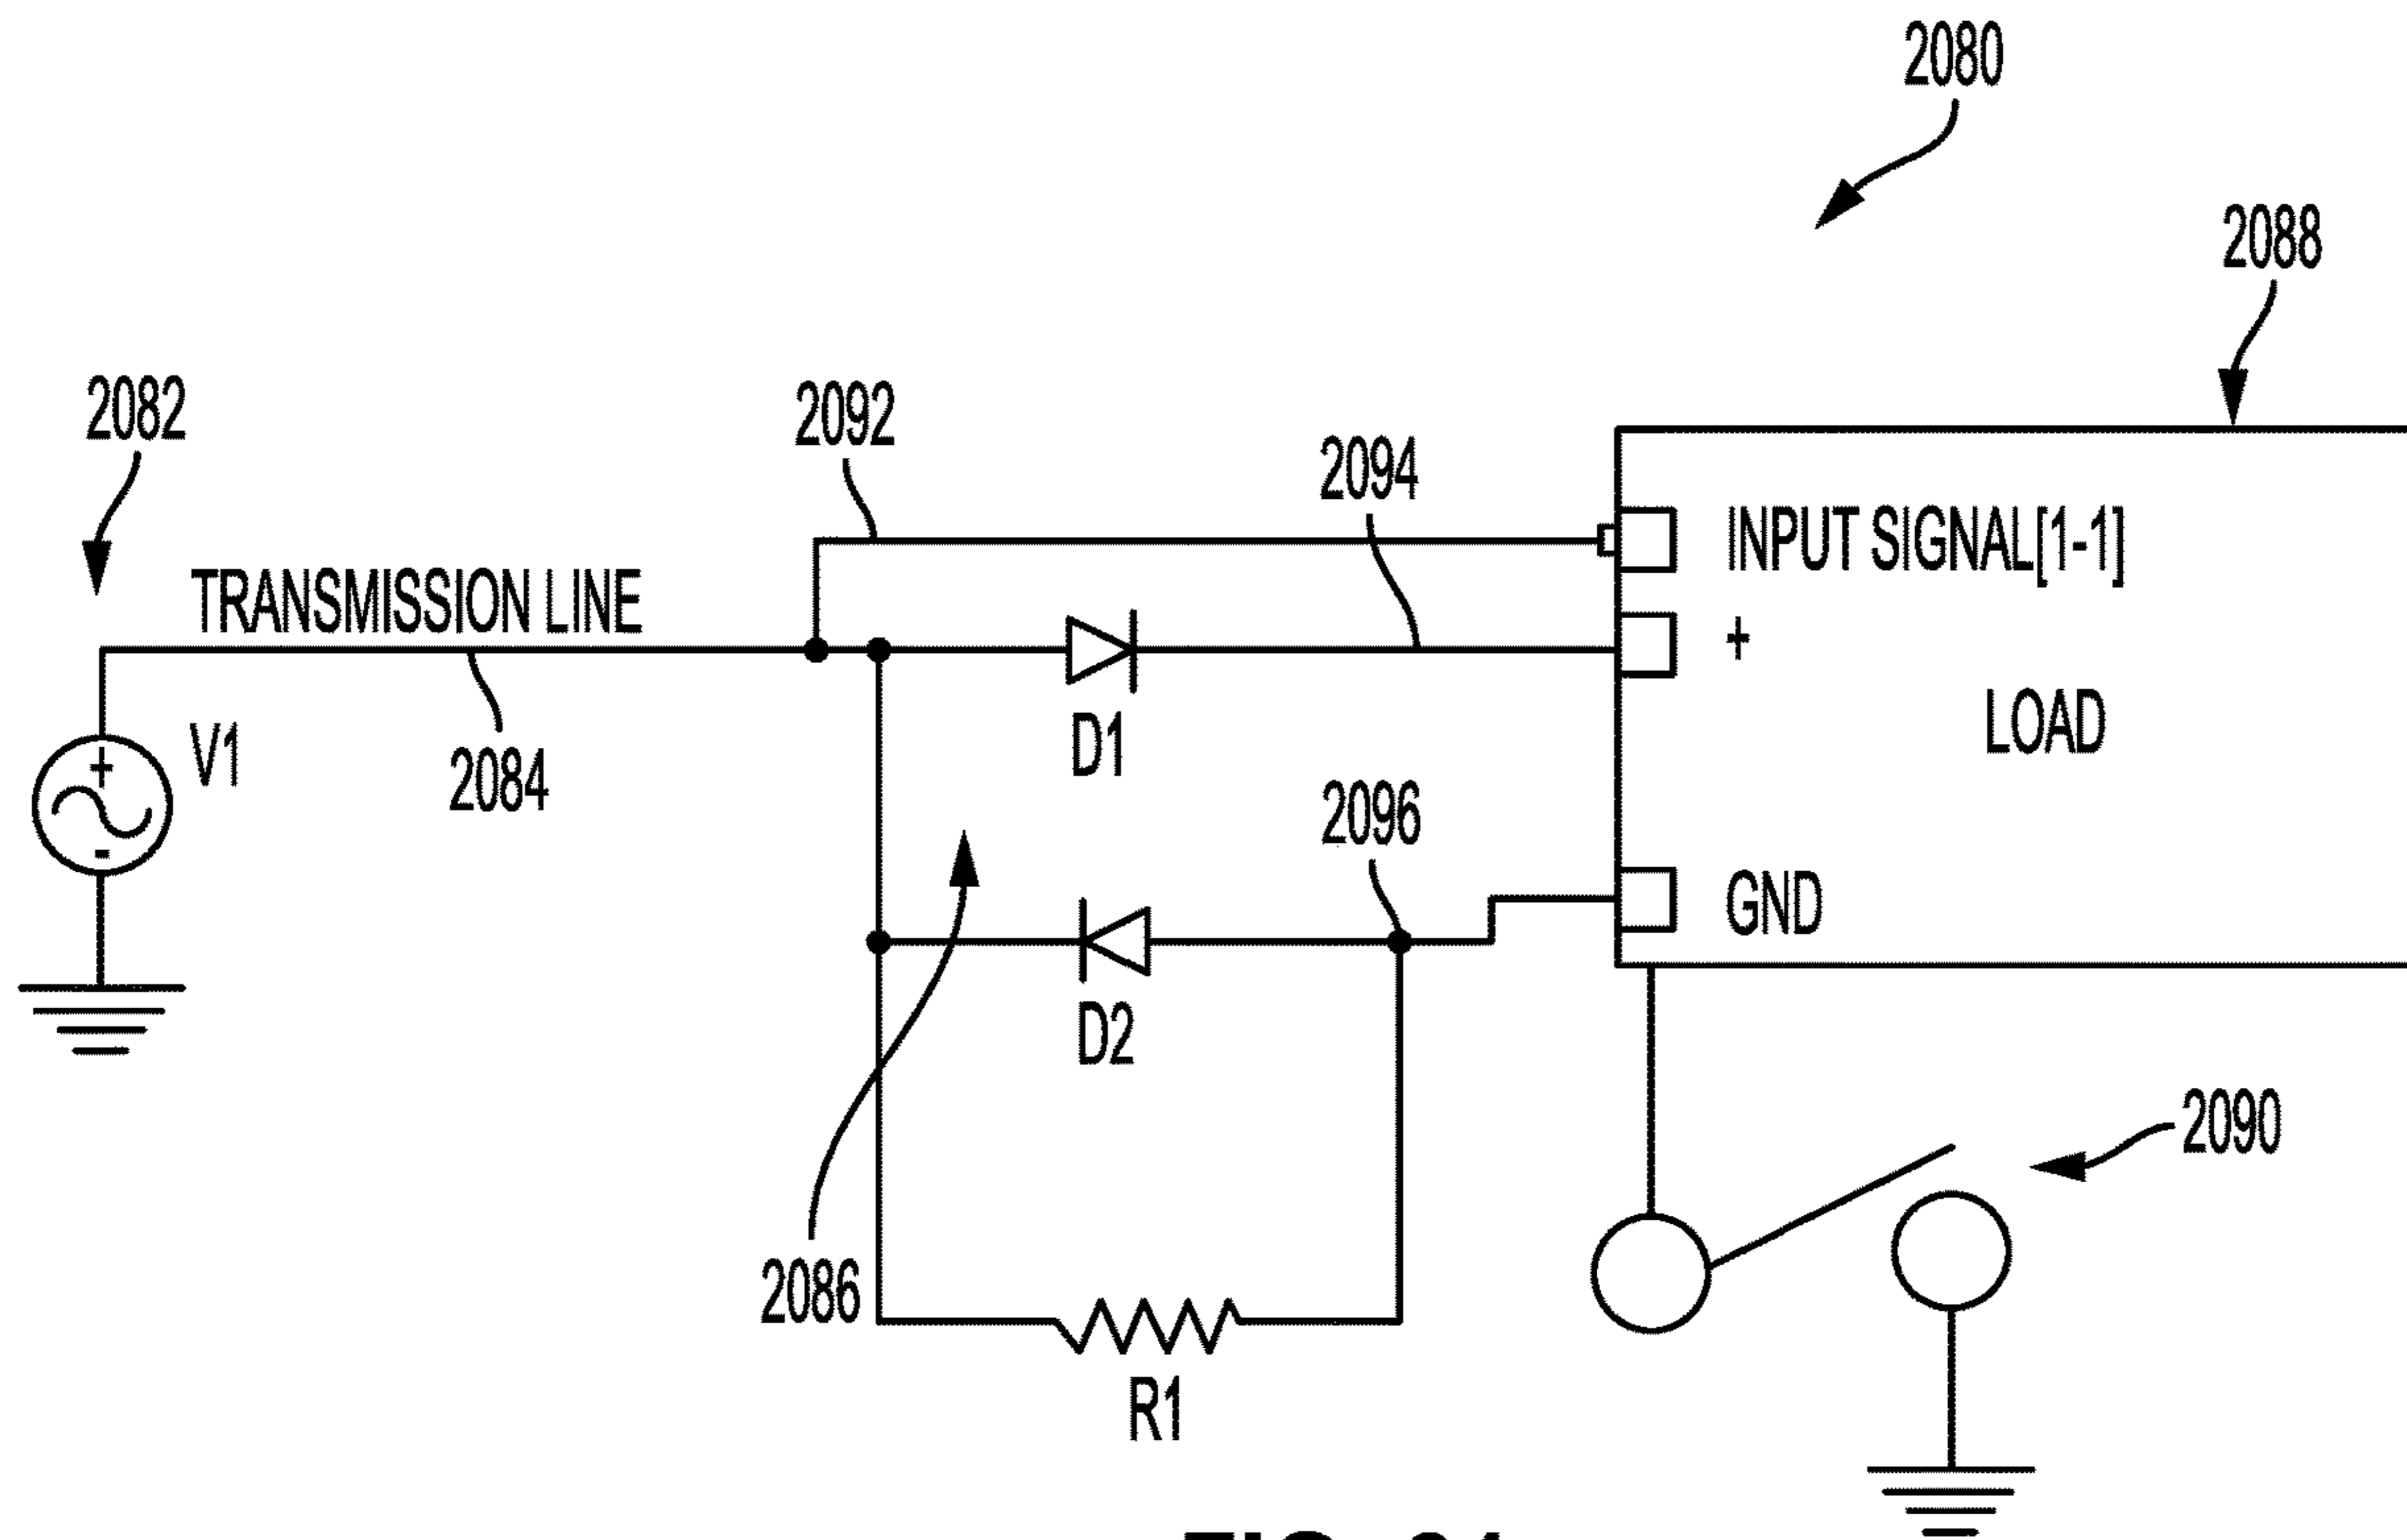 2080
2088
2082
2092
2094
TRANSMISSION LINE
INPUT SIGNAL[1-1]
+
LOAD
V1
+
-
2084
D1
2096
GND
D2
2090
2086
R1